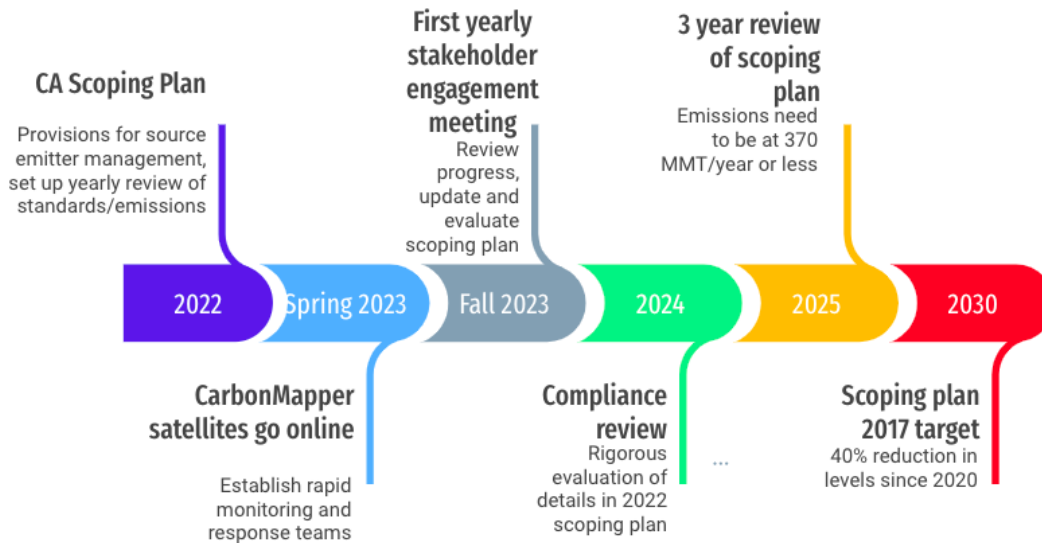 CA Scoping Plan
Provisions for source
emitter management,
set up yearly review of
standards/emissions
First yearly
stakeholder
engagement
meeting
Review
progress,
update and
evaluate
scoping plan
3 year review
of scoping
plan
Emissions need
to be at 370
MMT/year or less
2022
Spring 2023
Fall 2023
2024
2025
2030
CarbonMapper
satellites go online
Establish rapid
monitoring and
response teams
Compliance
review
Rigorous
evaluation of
details in 2022
scoping plan
...
Scoping plan
2017 target
40% reduction in
levels since 2020